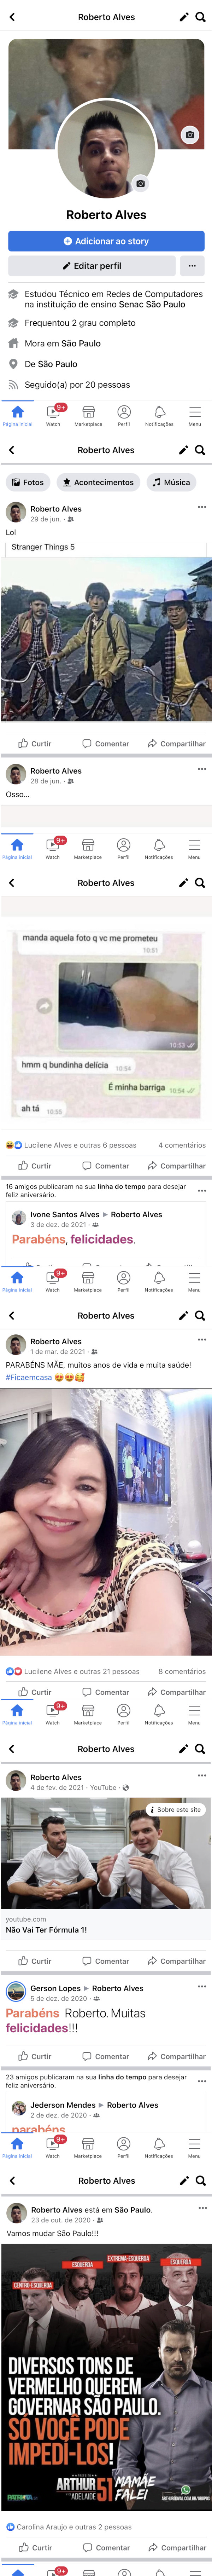 Roberto Alves
Roberto Alves
Adicionar ao story
Editar perfil
Estudou Técnico em Redes de Computadores
na instituição de ensino Senac São Paulo
Frequentou 2 grau completo
Mora em São Paulo
De São Paulo
Seguido(a) por 20 pessoas
9+
Página inicial Watch Marketplace Perfil Notificações Menu
Roberto Alves
Fotos Acontecimentos Música
Roberto Alves
29 de jun. ·
Lol
Stranger Things 5
Curtir Comentar Compartilhar
Roberto Alves
28 de jun. ·
Osso...
9+
Página inicial Watch Marketplace Perfil Notificações Menu
Roberto Alves
manda aquela foto q vc me prometeu
10:51
10:53
hmm q bundinha delícia 10:54
É minha barriga 10:54
ah tá 10:55
Lucilene Alves e outras 6 pessoas 4 comentários
Curtir Comentar Compartilhar
16 amigos publicaram na sua linha do tempo para desejar
feliz aniversário.
Ivone Santos Alves ▶ Roberto Alves
3 de dez. de 2021 ·
Parabéns, felicidades.
9+
Página inicial Watch Marketplace Perfil Notificações Menu
Roberto Alves
Roberto Alves
1 de mar. de 2021 ·
PARABÉNS MÃE, muitos anos de vida e muita saúde!
#Ficaemcasa 😍😍🥰
Lucilene Alves e outras 21 pessoas 8 comentários
Curtir Comentar Compartilhar
9+
Página inicial Watch Marketplace Perfil Notificações Menu
Roberto Alves
Roberto Alves
4 de fev. de 2021 · YouTube ·
Sobre este site
youtube.com
Não Vai Ter Fórmula 1!
Curtir Comentar Compartilhar
Gerson Lopes ▶ Roberto Alves
5 de dez. de 2020 ·
Parabéns Roberto. Muitas
felicidades!!!
Curtir Comentar Compartilhar
23 amigos publicaram na sua linha do tempo para desejar
feliz aniversário.
Jederson Mendes ▶ Roberto Alves
2 de dez. de 2020 ·
parabéns
9+
Página inicial Watch Marketplace Perfil Notificações Menu
Roberto Alves
Roberto Alves está em São Paulo.
23 de out. de 2020 ·
Vamos mudar São Paulo!!!
CENTRO-ESQUERDA ESQUERDA EXTREMA-ESQUERDA ESQUERDA
DIVERSOS TONS DE
VERMELHO QUEREM
GOVERNAR SÃO PAULO.
SÓ VOCÊ PODE
IMPEDÍ-LOS!
ARTHUR 51 MAMÃE
FALEI
ADELAIDE
Carolina Araujo e outras 2 pessoas
Curtir Comentar Compartilhar
9+